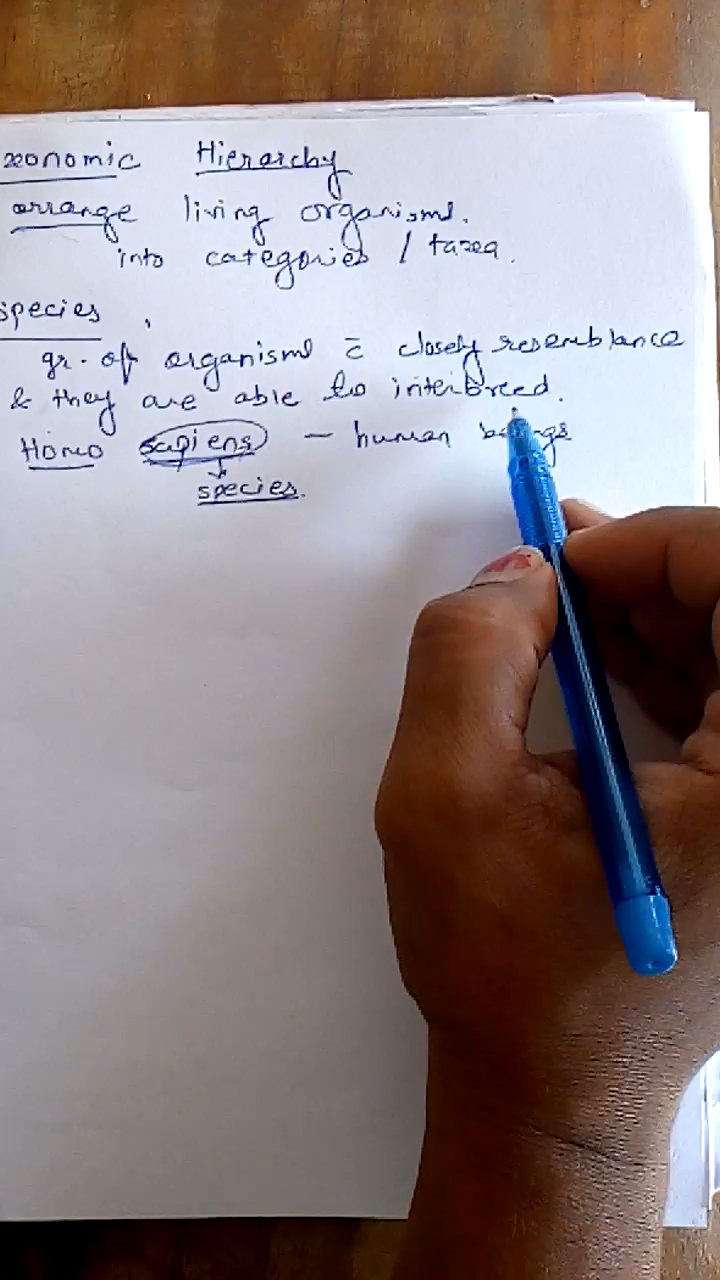 xonomic Hierarchy
arrange living organisms.
into categories / taxa.
species
gr. of organisms c̄ closely resemblance
& they are able to interbreed.
Homo sapiens – human beings
species.